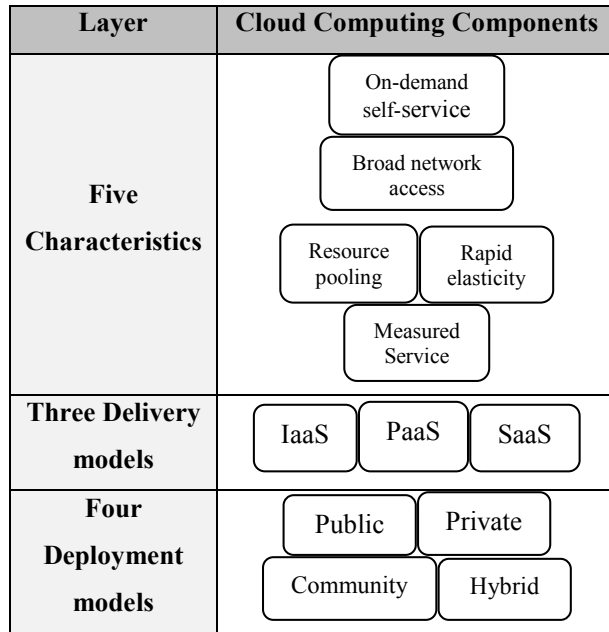 Layer
Cloud Computing Components
Five
Characteristics
On-demand
self-service
Broad network
access
Resource
pooling
Rapid
elasticity
Measured
Service
Three Delivery
models
IaaS
PaaS
SaaS
Four
Deployment
models
Public
Private
Community
Hybrid